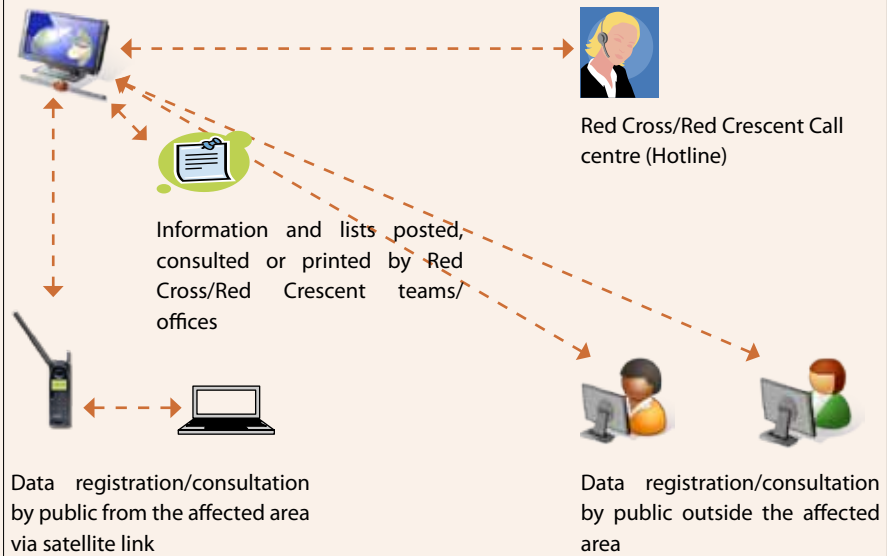 Red Cross/Red Crescent Call
centre (Hotline)
Information and lists posted,
consulted or printed by Red
Cross/Red Crescent teams/
offices
Data registration/consultation
by public from the affected area
via satellite link
Data registration/consultation
by public outside the affected
area